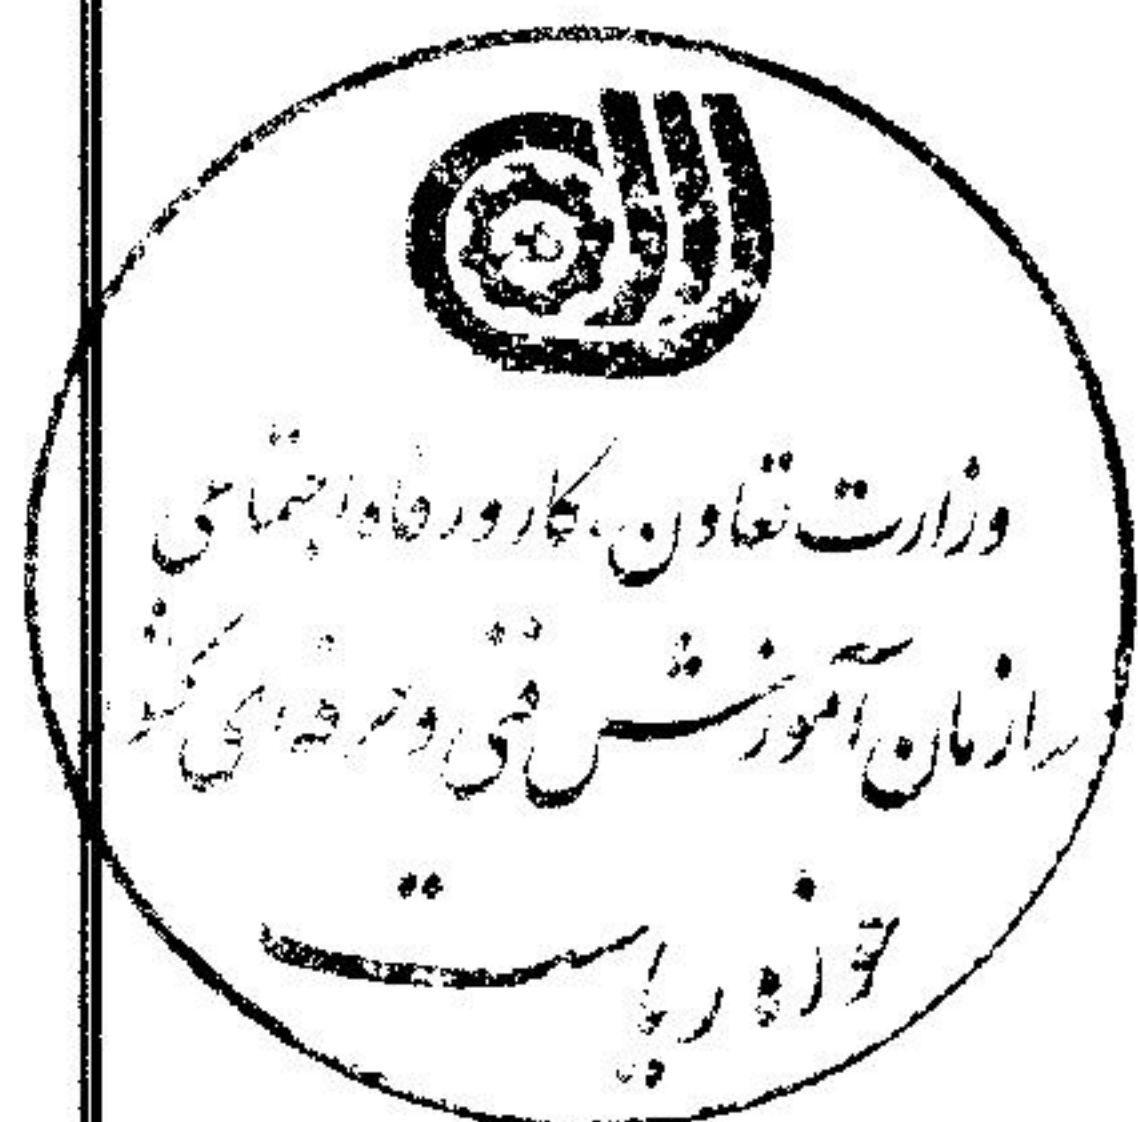 وزارت تعاون، کار و رفاه اجتماعی
سازمان آموزش فنی و حرفه‌ای کشور
حوزه ریاست